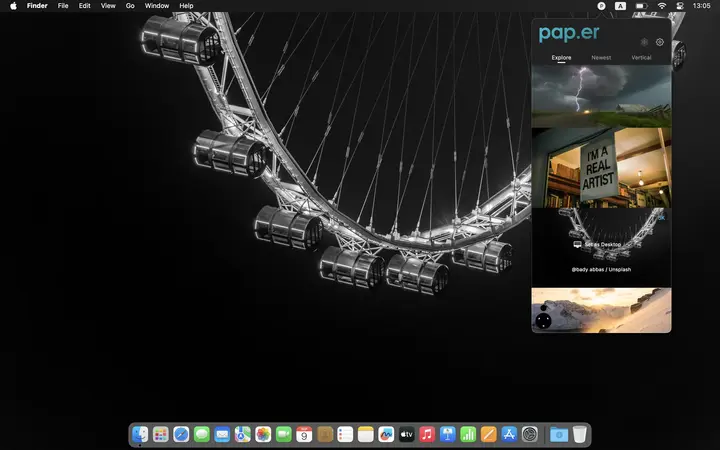 Finder File Edit View Go Window Help
A
13:05
pap.er
Explore Newest Vertical
I'M A
REAL
ARTIST
Set as Desktop
@bady abbas / Unsplash
9
tv